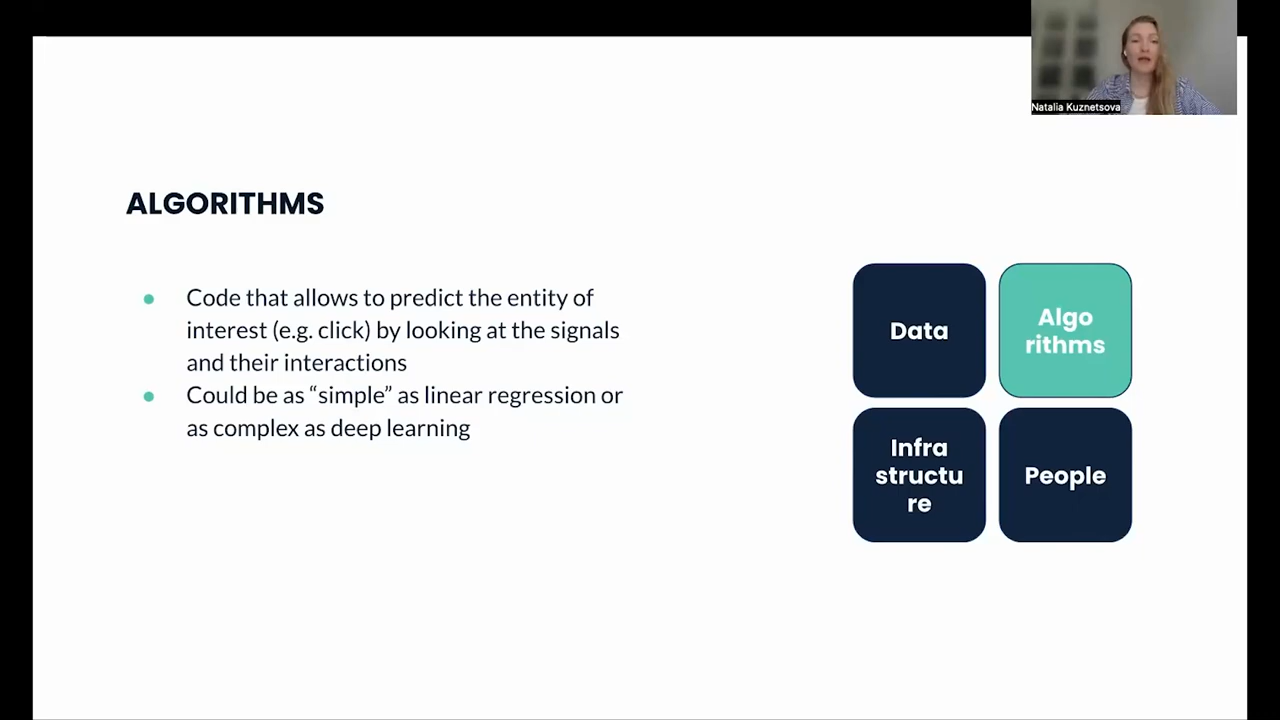 Natalia Kuznetsova
ALGORITHMS
● Code that allows to predict the entity of
interest (e.g. click) by looking at the signals
and their interactions
● Could be as “simple” as linear regression or
as complex as deep learning
Data
Algo
rithms
Infra
structu
re
People